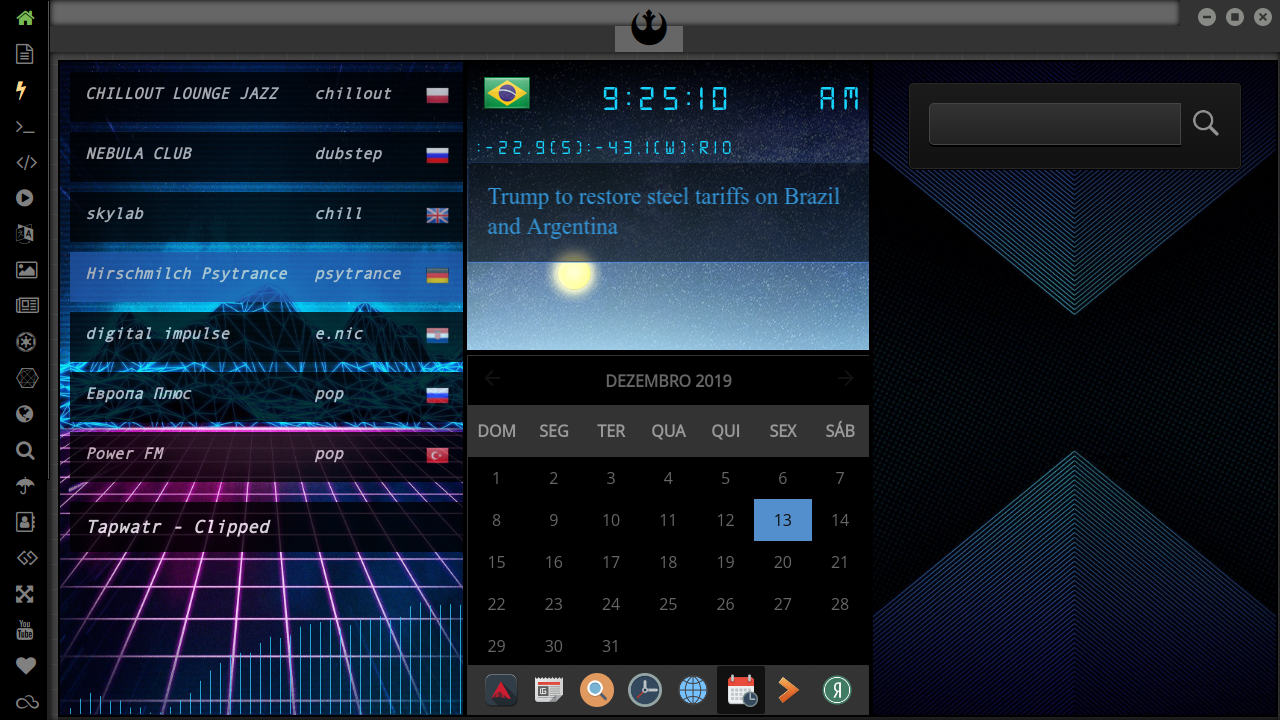 CHILLOUT LOUNGE JAZZ chillout
NEBULA CLUB dubstep
skylab chill
Hirschmilch Psytrance psytrance
digital impulse e.nic
Европа Плюс pop
Power FM pop
Tapwatr - Clipped
9:25:10 AM
:-22.9(S):-43.1(W):RIO
Trump to restore steel tariffs on Brazil
and Argentina
DEZEMBRO 2019
DOM SEG TER QUA QUI SEX SÁB
1 2 3 4 5 6 7
8 9 10 11 12 13 14
15 16 17 18 19 20 21
22 23 24 25 26 27 28
29 30 31
You
Tube
Я